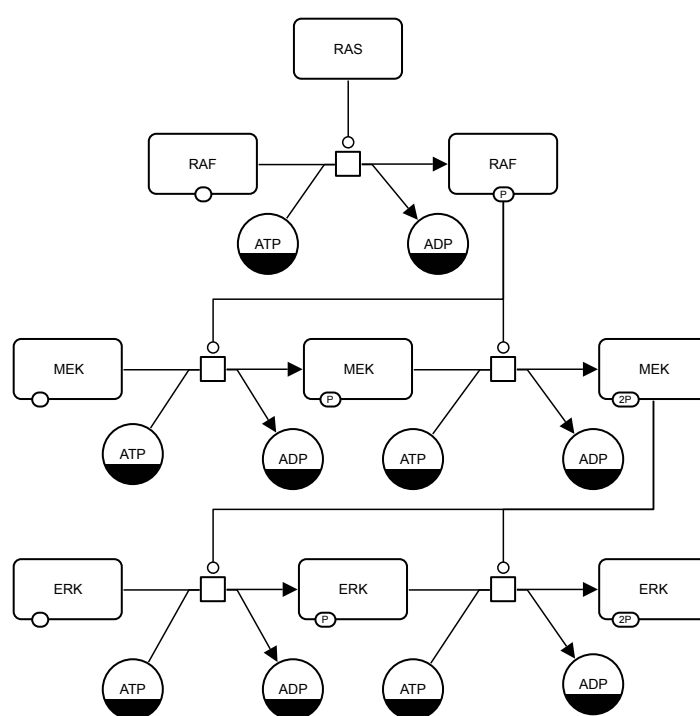 RAS
RAF
RAF
P
ATP
ADP
MEK
MEK
MEK
P
2P
ATP
ADP
ATP
ADP
ERK
ERK
ERK
P
2P
ATP
ADP
ATP
ADP